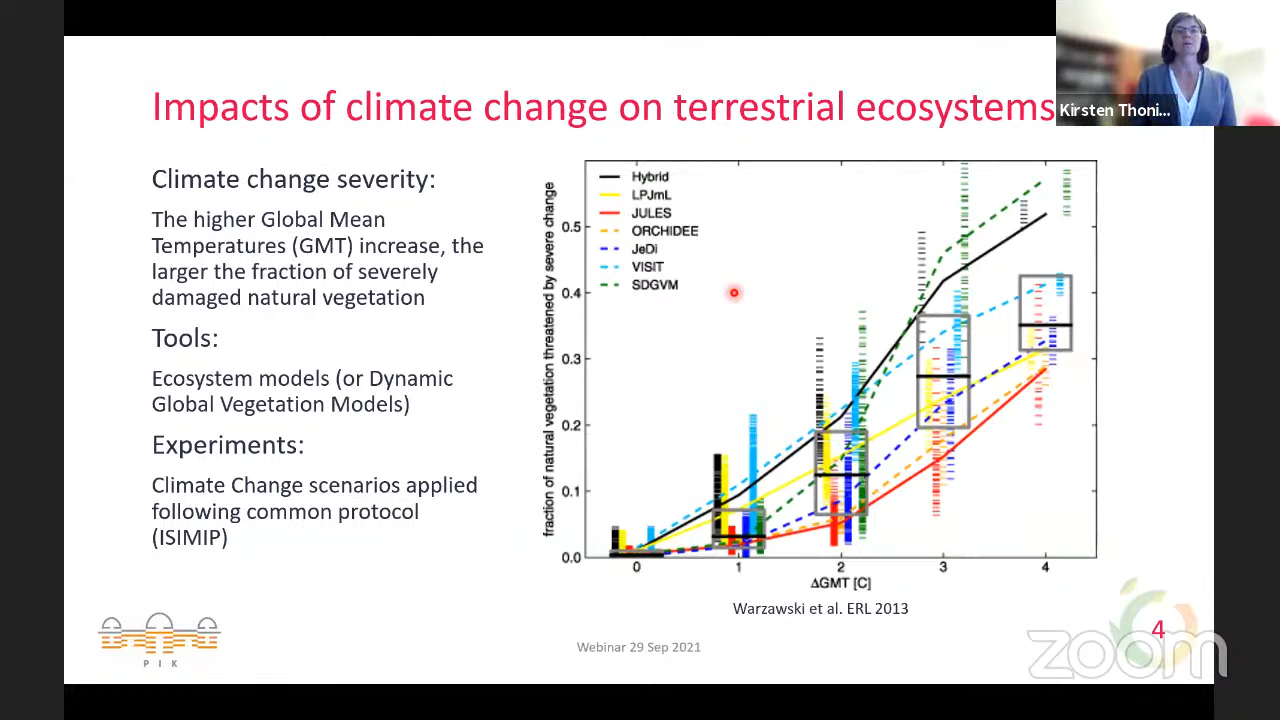 Impacts of climate change on terrestrial ecosystems
Kirsten Thoni...
Climate change severity:
The higher Global Mean
Temperatures (GMT) increase, the
larger the fraction of severely
damaged natural vegetation
Tools:
Ecosystem models (or Dynamic
Global Vegetation Models)
Experiments:
Climate Change scenarios applied
following common protocol
(ISIMIP)
fraction of natural vegetation threatened by severe change
Hybrid
LPJmL
JULES
ORCHIDEE
JeDi
VISIT
SDGVM
0.5
0.4
0.3
0.2
0.1
0.0
0 1 2 3 4
ΔGMT [C]
Warzawski et al. ERL 2013
PIK
Webinar 29 Sep 2021
4
zoom